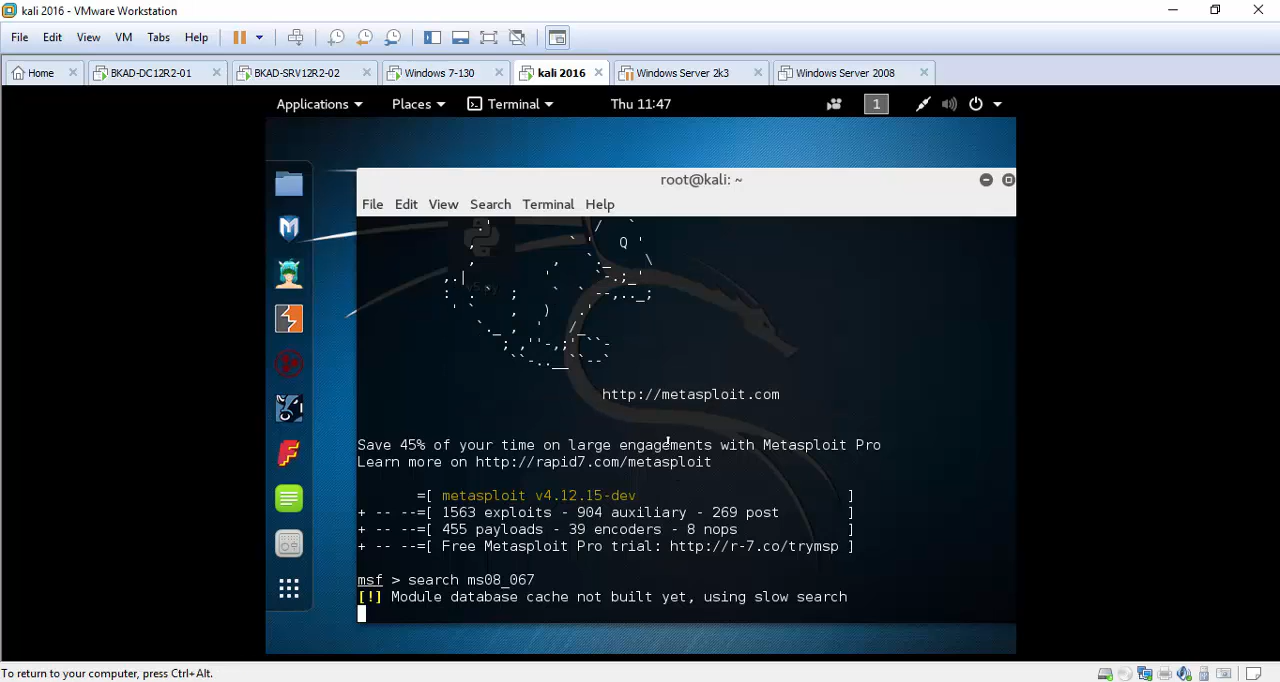 kali 2016 - VMware Workstation
File Edit View VM Tabs Help
Home BKAD-DC12R2-01 BKAD-SRV12R2-02 Windows 7-130 kali 2016 Windows Server 2k3 Windows Server 2008
Applications Places Terminal Thu 11:47 1
root@kali: ~
File Edit View Search Terminal Help
http://metasploit.com
Save 45% of your time on large engagements with Metasploit Pro
Learn more on http://rapid7.com/metasploit
=[ metasploit v4.12.15-dev ]
+ -- --=[ 1563 exploits - 904 auxiliary - 269 post ]
+ -- --=[ 455 payloads - 39 encoders - 8 nops ]
+ -- --=[ Free Metasploit Pro trial: http://r-7.co/trymsp ]
msf > search ms08_067
[!] Module database cache not built yet, using slow search
To return to your computer, press Ctrl+Alt.